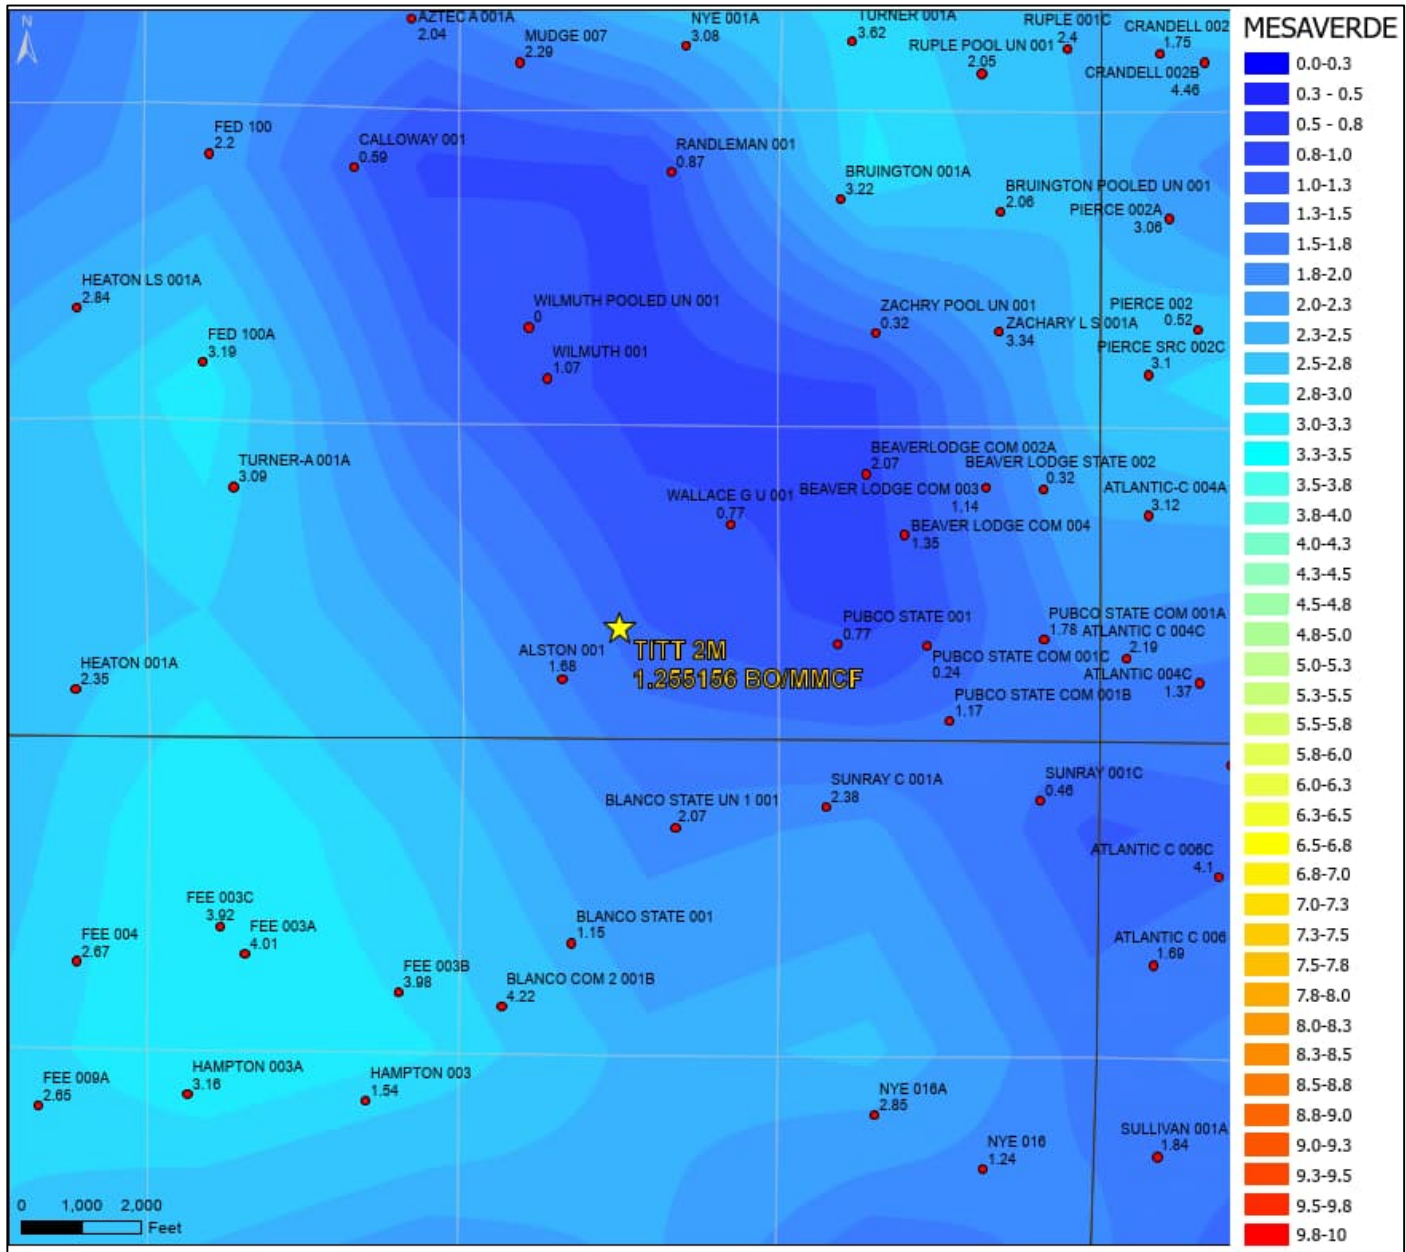 N
MESAVERDE
0.0-0.3
0.3 - 0.5
0.5 - 0.8
0.8-1.0
1.0-1.3
1.3-1.5
1.5-1.8
1.8-2.0
2.0-2.3
2.3-2.5
2.5-2.8
2.8-3.0
3.0-3.3
3.3-3.5
3.5-3.8
3.8-4.0
4.0-4.3
4.3-4.5
4.5-4.8
4.8-5.0
5.0-5.3
5.3-5.5
5.5-5.8
5.8-6.0
6.0-6.3
6.3-6.5
6.5-6.8
6.8-7.0
7.0-7.3
7.3-7.5
7.5-7.8
7.8-8.0
8.0-8.3
8.3-8.5
8.5-8.8
8.8-9.0
9.0-9.3
9.3-9.5
9.5-9.8
9.8-10
AZTEC A 001A
2.04
MUDGE 007
2.29
NYE 001A
3.08
TURNER 001A
3.62
RUPLE 001C
2.4
RUPLE POOL UN 001
2.05
CRANDELL 002
1.75
CRANDELL 002B
4.46
FED 100
2.2
CALLOWAY 001
0.59
RANDLEMAN 001
0.87
BRUINGTON 001A
3.22
BRUINGTON POOLED UN 001
2.06
PIERCE 002A
3.06
HEATON LS 001A
2.84
WILMUTH POOLED UN 001
0
ZACHRY POOL UN 001
0.32
ZACHARY L S 001A
3.34
PIERCE 002
0.52
FED 100A
3.19
WILMUTH 001
1.07
PIERCE SRC 002C
3.1
TURNER-A 001A
3.09
BEAVERLODGE COM 002A
2.07
BEAVER LODGE STATE 002
0.32
BEAVER LODGE COM 003
1.14
WALLACE G U 001
0.77
ATLANTIC-C 004A
3.12
BEAVER LODGE COM 004
1.35
PUBCO STATE 001
0.77
PUBCO STATE COM 001A
1.78
ATLANTIC C 004C
2.19
ALSTON 001
1.68
TITT 2M
1.255156 BO/MMCF
PUBCO STATE COM 001C
0.24
ATLANTIC 004C
1.37
HEATON 001A
2.35
PUBCO STATE COM 001B
1.17
BLANCO STATE UN 1 001
2.07
SUNRAY C 001A
2.38
SUNRAY 001C
0.46
ATLANTIC C 006C
4.1
FEE 003C
3.92
FEE 003A
4.01
BLANCO STATE 001
1.15
FEE 004
2.67
ATLANTIC C 006
1.69
FEE 003B
3.98
BLANCO COM 2 001B
4.22
FEE 009A
2.65
HAMPTON 003A
3.16
HAMPTON 003
1.54
NYE 016A
2.85
NYE 016
1.24
SULLIVAN 001A
1.84
0 1,000 2,000
Feet